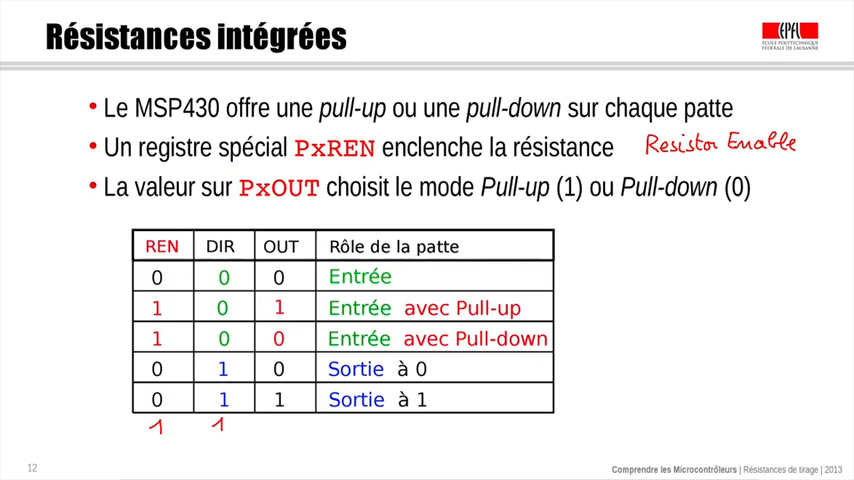 Résistances intégrées
EPFL
ÉCOLE POLYTECHNIQUE
FÉDÉRALE DE LAUSANNE
• Le MSP430 offre une pull-up ou une pull-down sur chaque patte
• Un registre spécial PxREN enclenche la résistance Resistor Enable
• La valeur sur PxOUT choisit le mode Pull-up (1) ou Pull-down (0)
REN DIR OUT Rôle de la patte
0 0 0 Entrée
1 0 1 Entrée avec Pull-up
1 0 0 Entrée avec Pull-down
0 1 0 Sortie à 0
0 1 1 Sortie à 1
1 1
12 Comprendre les Microcontrôleurs | Résistances de tirage | 2013